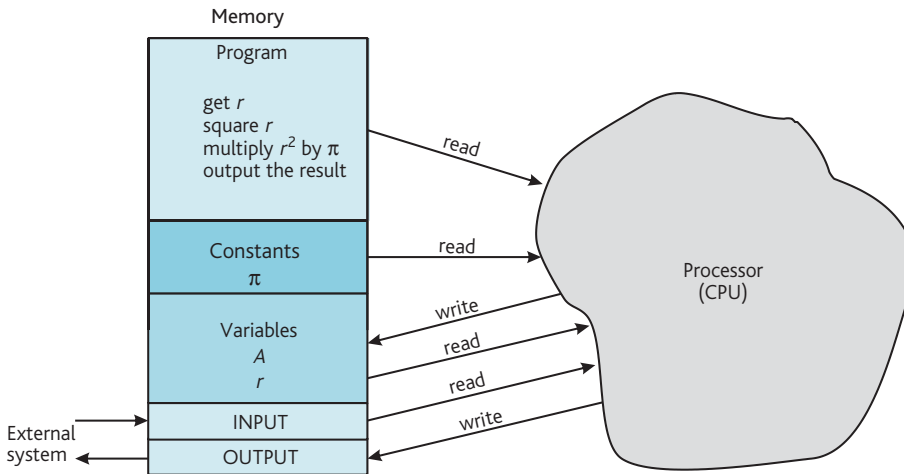 Memory
Program
get r
square r
multiply r² by π
output the result
read
Constants
π
read
Processor
(CPU)
Variables
A
r
write
read
INPUT
read
External
system
OUTPUT
write